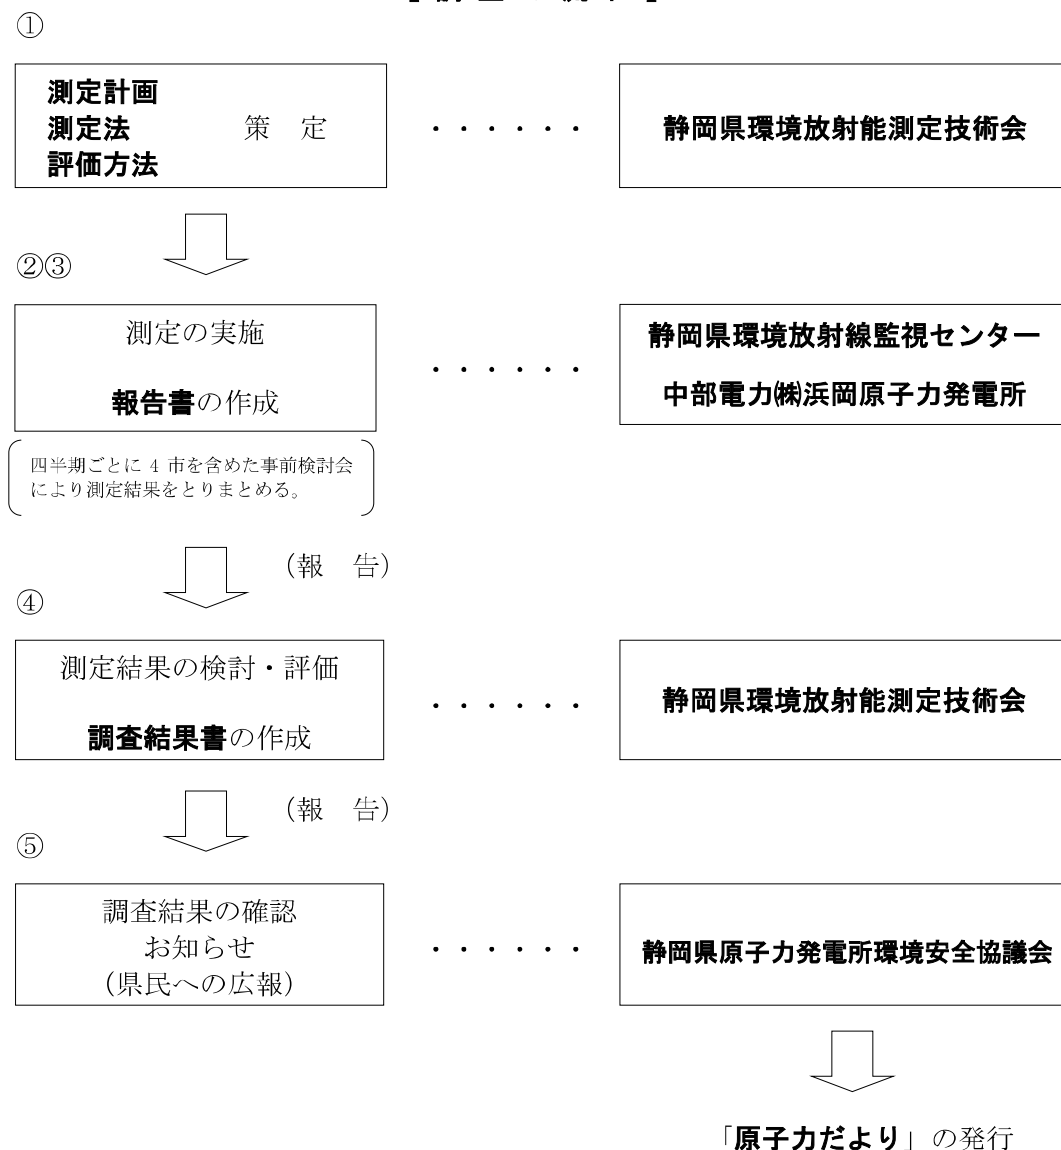 ①
測定計画
測定法　　策　定　・・・・・・　静岡県環境放射能測定技術会
評価方法
②③
測定の実施
報告書の作成
・・・・・・
静岡県環境放射線監視センター
中部電力㈱浜岡原子力発電所
四半期ごとに 4 市を含めた事前検討会
により測定結果をとりまとめる。
（報　告）
④
測定結果の検討・評価
調査結果書の作成
・・・・・・
静岡県環境放射能測定技術会
（報　告）
⑤
調査結果の確認
お知らせ
（県民への広報）
・・・・・・
静岡県原子力発電所環境安全協議会
「原子力だより」の発行